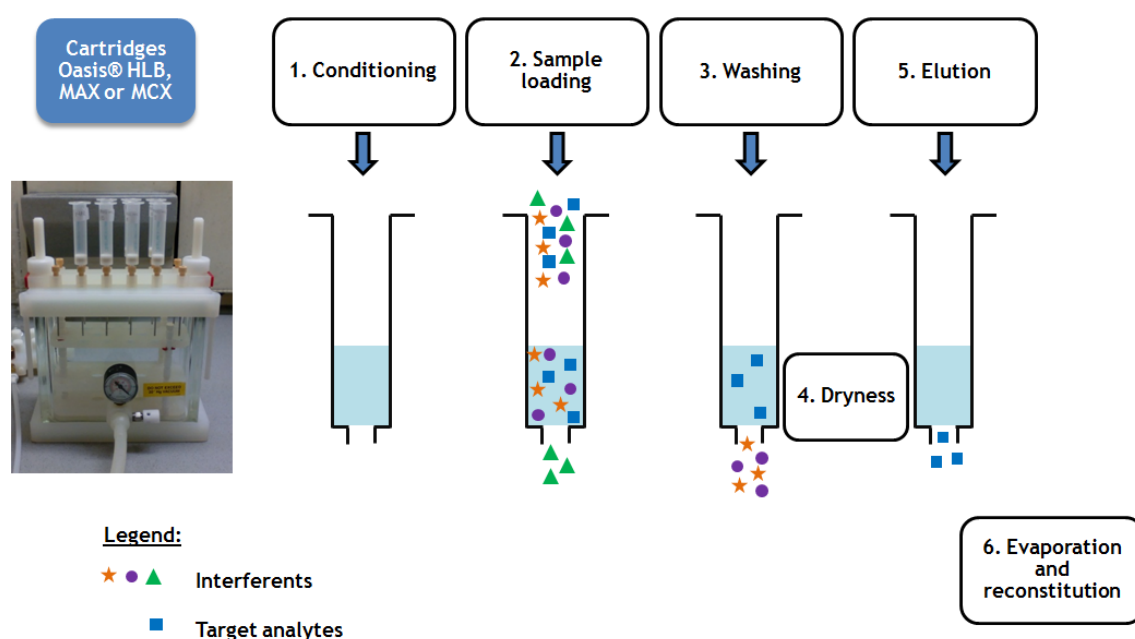 Cartridges
Oasis® HLB,
MAX or MCX
1. Conditioning
2. Sample
loading
3. Washing
5. Elution
4. Dryness
6. Evaporation
and
reconstitution
Legend:
Interferents
Target analytes